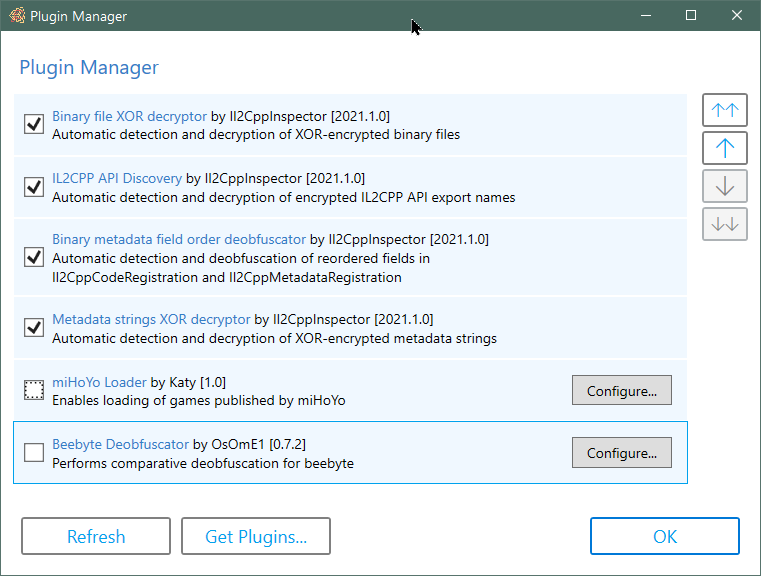 Plugin Manager
Plugin Manager
Binary file XOR decryptor by Il2CppInspector [2021.1.0]
Automatic detection and decryption of XOR-encrypted binary files
IL2CPP API Discovery by Il2CppInspector [2021.1.0]
Automatic detection and decryption of encrypted IL2CPP API export names
Binary metadata field order deobfuscator by Il2CppInspector [2021.1.0]
Automatic detection and deobfuscation of reordered fields in
Il2CppCodeRegistration and Il2CppMetadataRegistration
Metadata strings XOR decryptor by Il2CppInspector [2021.1.0]
Automatic detection and decryption of XOR-encrypted metadata strings
miHoYo Loader by Katy [1.0]
Enables loading of games published by miHoYo
Configure...
Beebyte Deobfuscator by OsOmE1 [0.7.2]
Performs comparative deobfuscation for beebyte
Configure...
Refresh
Get Plugins...
OK